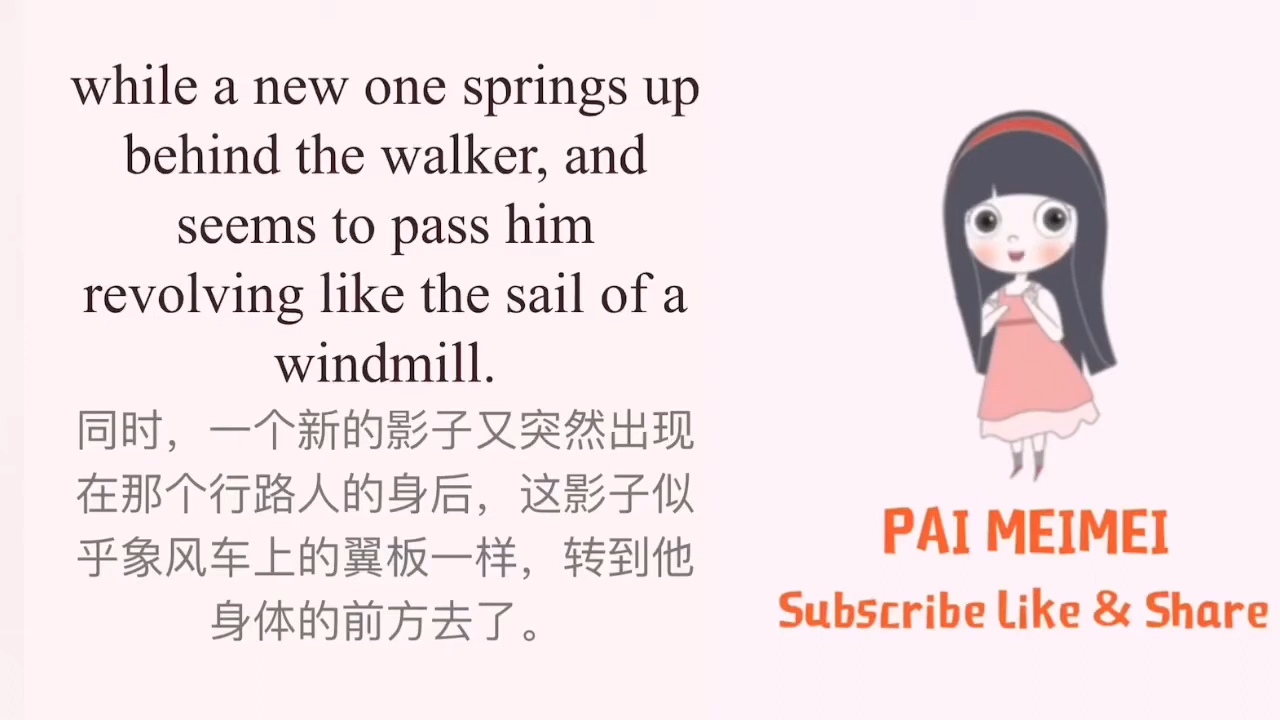 while a new one springs up
behind the walker, and
seems to pass him
revolving like the sail of a
windmill.
同时，一个新的影子又突然出现
在那个行路人的身后，这影子似
乎象风车上的翼板一样，转到他
身体的前方去了。
PAI MEIMEI
Subscribe Like & Share